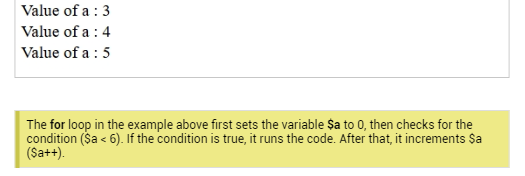 Value of a : 3
Value of a : 4
Value of a : 5
The for loop in the example above first sets the variable $a to 0, then checks for the
condition ($a < 6). If the condition is true, it runs the code. After that, it increments $a
($a++).